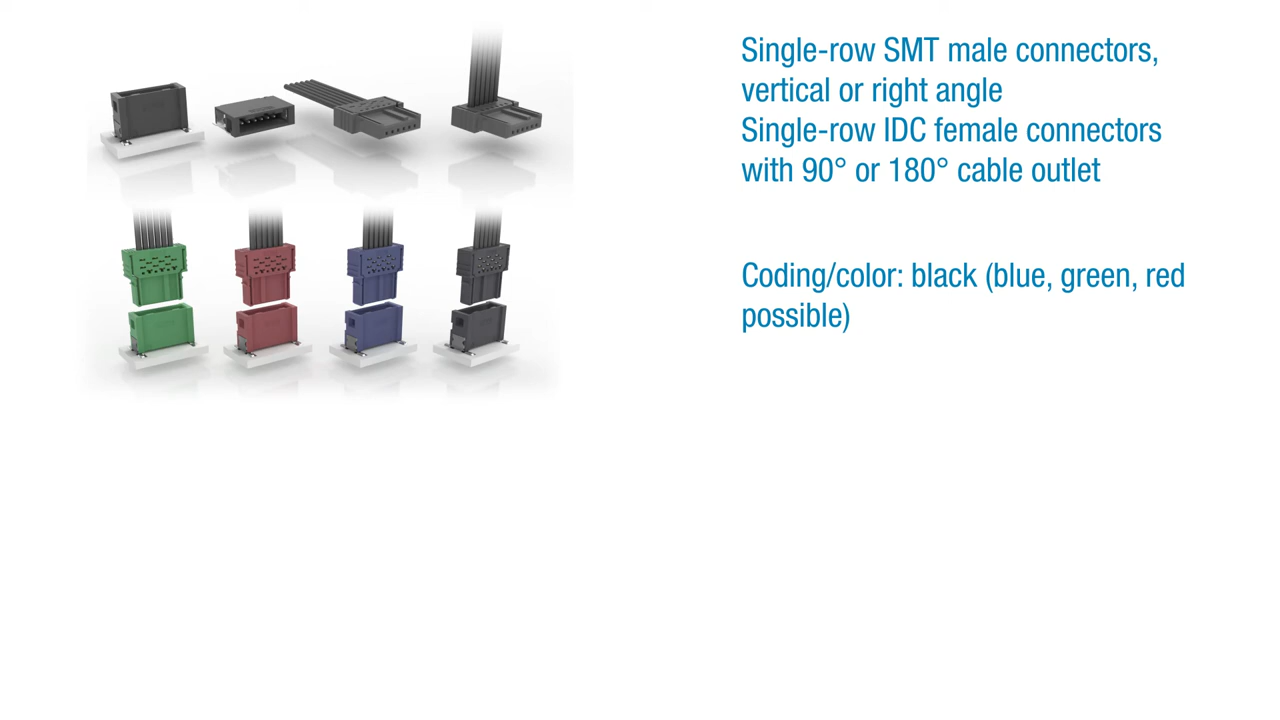 Single-row SMT male connectors,
vertical or right angle
Single-row IDC female connectors
with 90° or 180° cable outlet
Coding/color: black (blue, green, red
possible)